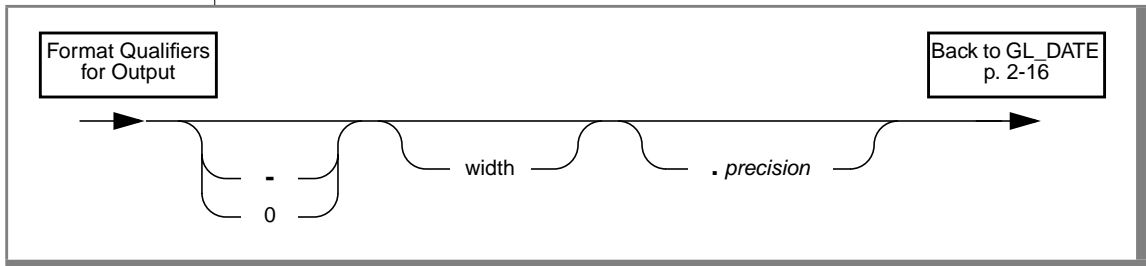 Format Qualifiers
for Output
Back to GL_DATE
p. 2-16
-
0
width
. precision